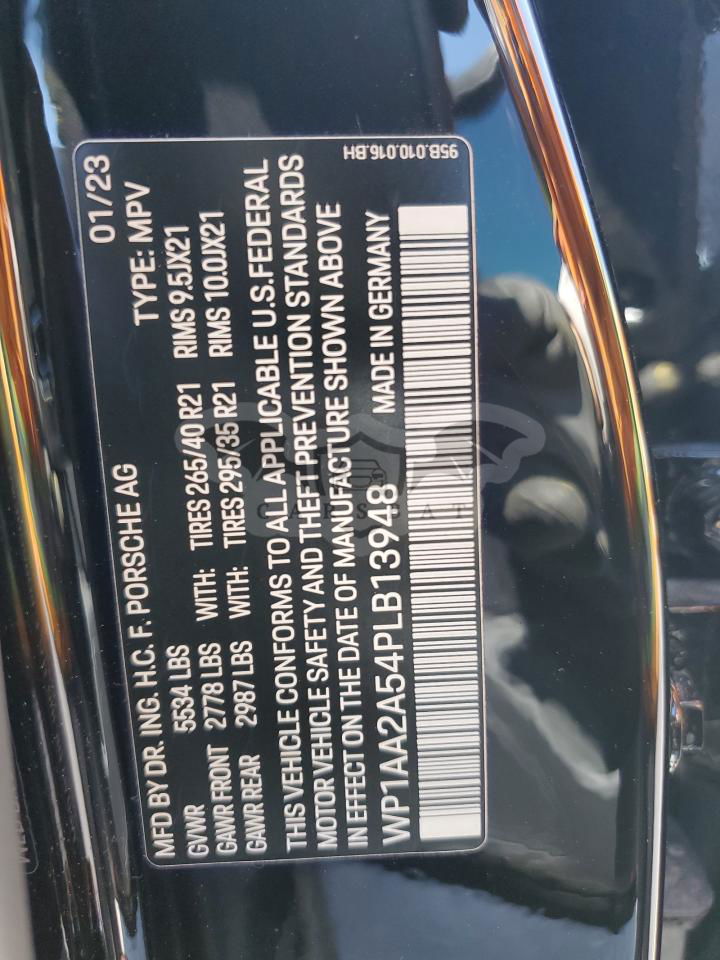 MFD BY DR. ING. H.C. F. PORSCHE AG 01/23
GVWR 5534 LBS TYPE: MPV
GAWR FRONT 2778 LBS WITH: TIRES 265/40 R21 RIMS 9.5JX21
GAWR REAR 2987 LBS WITH: TIRES 295/35 R21 RIMS 10.0JX21
THIS VEHICLE CONFORMS TO ALL APPLICABLE U.S. FEDERAL
MOTOR VEHICLE SAFETY AND THEFT PREVENTION STANDARDS
IN EFFECT ON THE DATE OF MANUFACTURE SHOWN ABOVE
WP1AA2A54PLB13948 MADE IN GERMANY
95B.010.016.BH